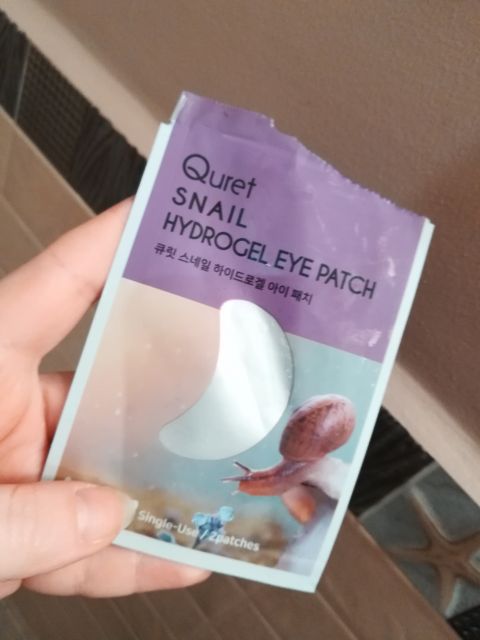 Quret
SNAIL
HYDROGEL EYE PATCH
큐릿 스네일 하이드로겔 아이 패치
Single-Use / 2patches